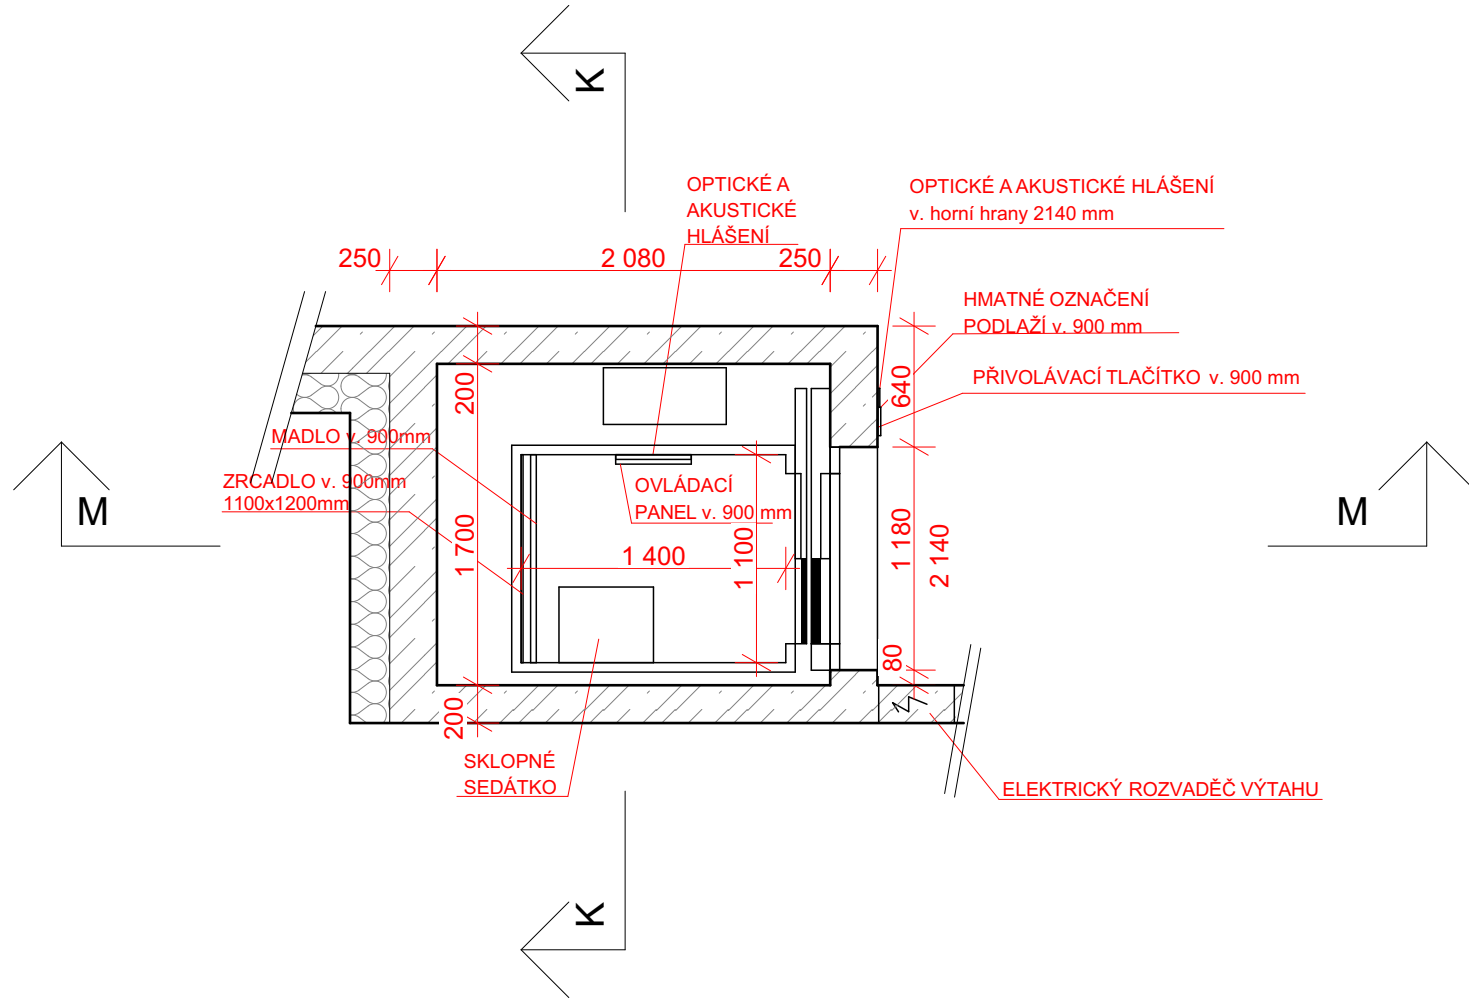 K
OPTICKÉ A
AKUSTICKÉ
HLÁŠENÍ
OPTICKÉ A AKUSTICKÉ HLÁŠENÍ
v. horní hrany 2140 mm
250
2 080
250
HMATNÉ OZNAČENÍ
PODLAŽÍ v. 900 mm
PŘIVOLÁVACÍ TLAČÍTKO v. 900 mm
200
640
MADLO v. 900mm
ZRCADLO v. 900mm
1100x1200mm
OVLÁDACÍ
PANEL v. 900 mm
M
M
1 700
1 400
1 100
1 180
2 140
80
200
SKLOPNÉ
SEDÁTKO
ELEKTRICKÝ ROZVADĚČ VÝTAHU
K